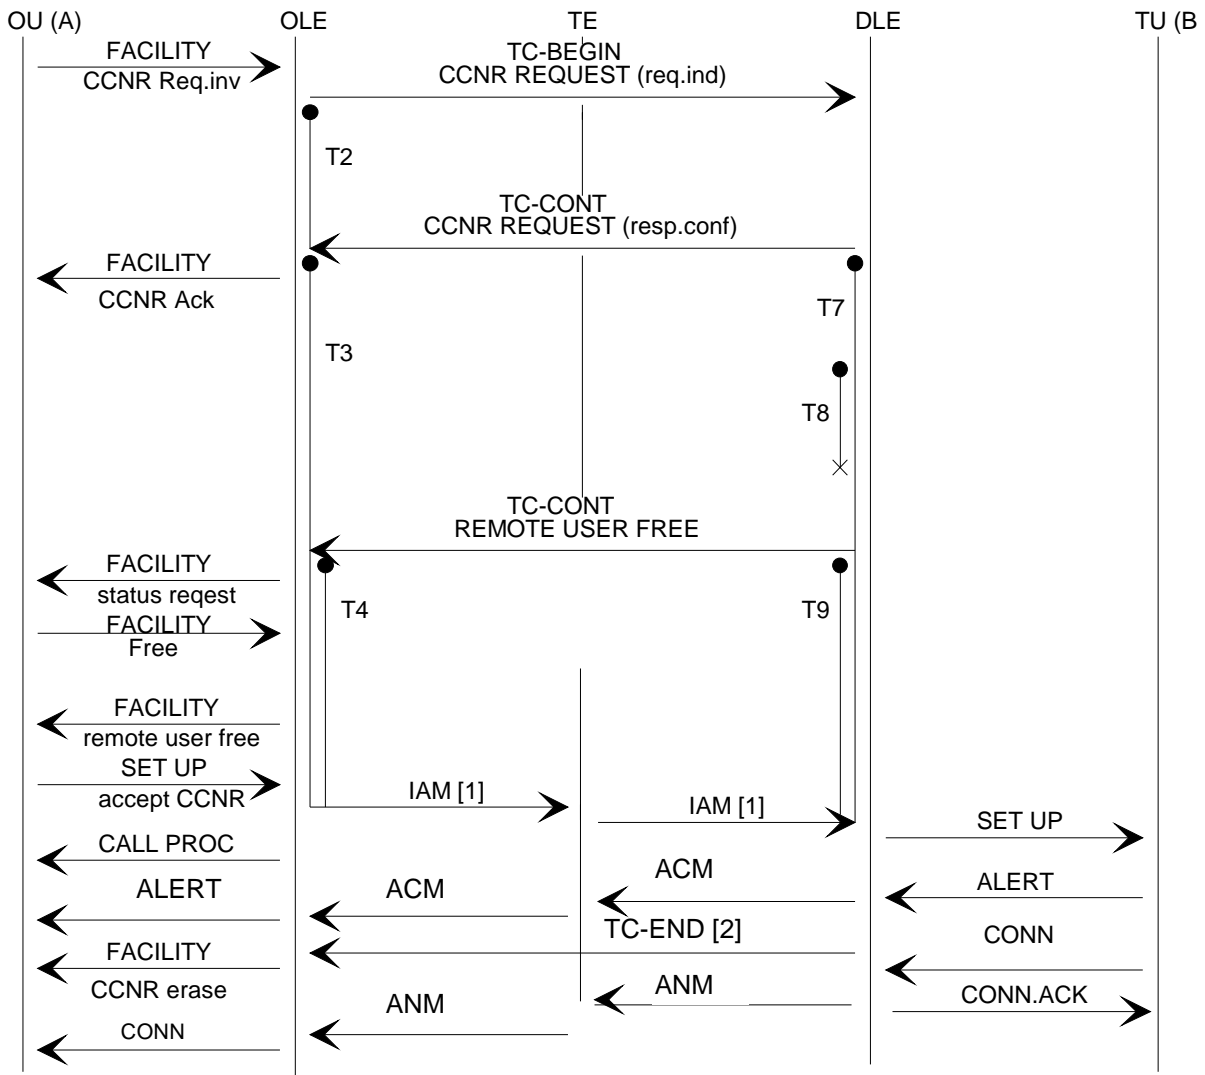 OU (A) OLE TE DLE TU (B
FACILITY
CCNR Req.inv
TC-BEGIN
CCNR REQUEST (req.ind)
T2
TC-CONT
CCNR REQUEST (resp.conf)
FACILITY
CCNR Ack
T7
T3
T8
TC-CONT
REMOTE USER FREE
FACILITY
status reqest
T4 T9
FACILITY
Free
FACILITY
remote user free
SET UP
accept CCNR
IAM [1]
IAM [1]
SET UP
CALL PROC
ACM
ALERT ACM ALERT
TC-END [2]
CONN
FACILITY
CCNR erase
ANM
CONN.ACK
ANM
CONN